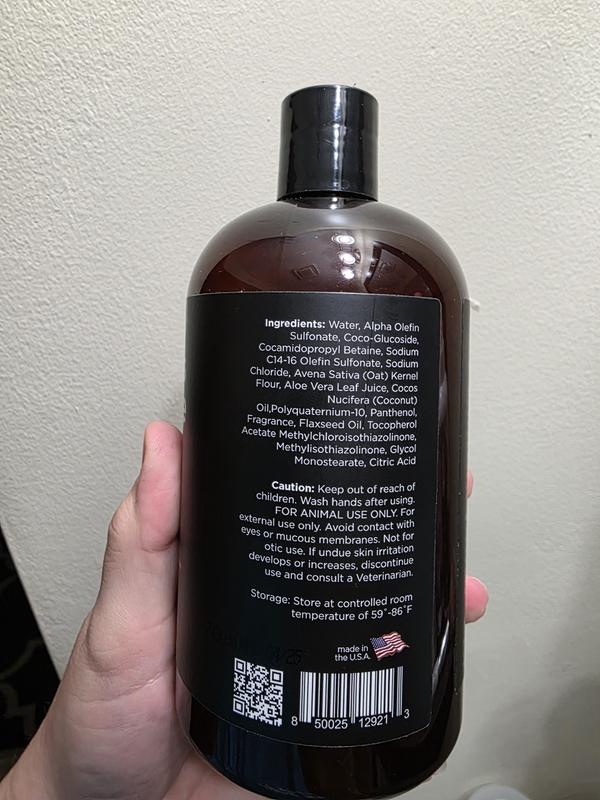 Ingredients: Water, Alpha Olefin
Sulfonate, Coco-Glucoside,
Cocamidopropyl Betaine, Sodium
C14-16 Olefin Sulfonate, Sodium
Chloride, Avena Sativa (Oat) Kernel
Flour, Aloe Vera Leaf Juice, Cocos
Nucifera (Coconut)
Oil,Polyquaternium-10, Panthenol,
Fragrance, Flaxseed Oil, Tocopherol
Acetate Methylchloroisothiazolinone,
Methylisothiazolinone, Glycol
Monostearate, Citric Acid
Caution: Keep out of reach of
children. Wash hands after using.
FOR ANIMAL USE ONLY. For
external use only. Avoid contact with
eyes or mucous membranes. Not for
otic use. If undue skin irritation
develops or increases, discontinue
use and consult a Veterinarian.
Storage: Store at controlled room
temperature of 59°-86°F
made in
the U.S.A.
8 50025 12921 3